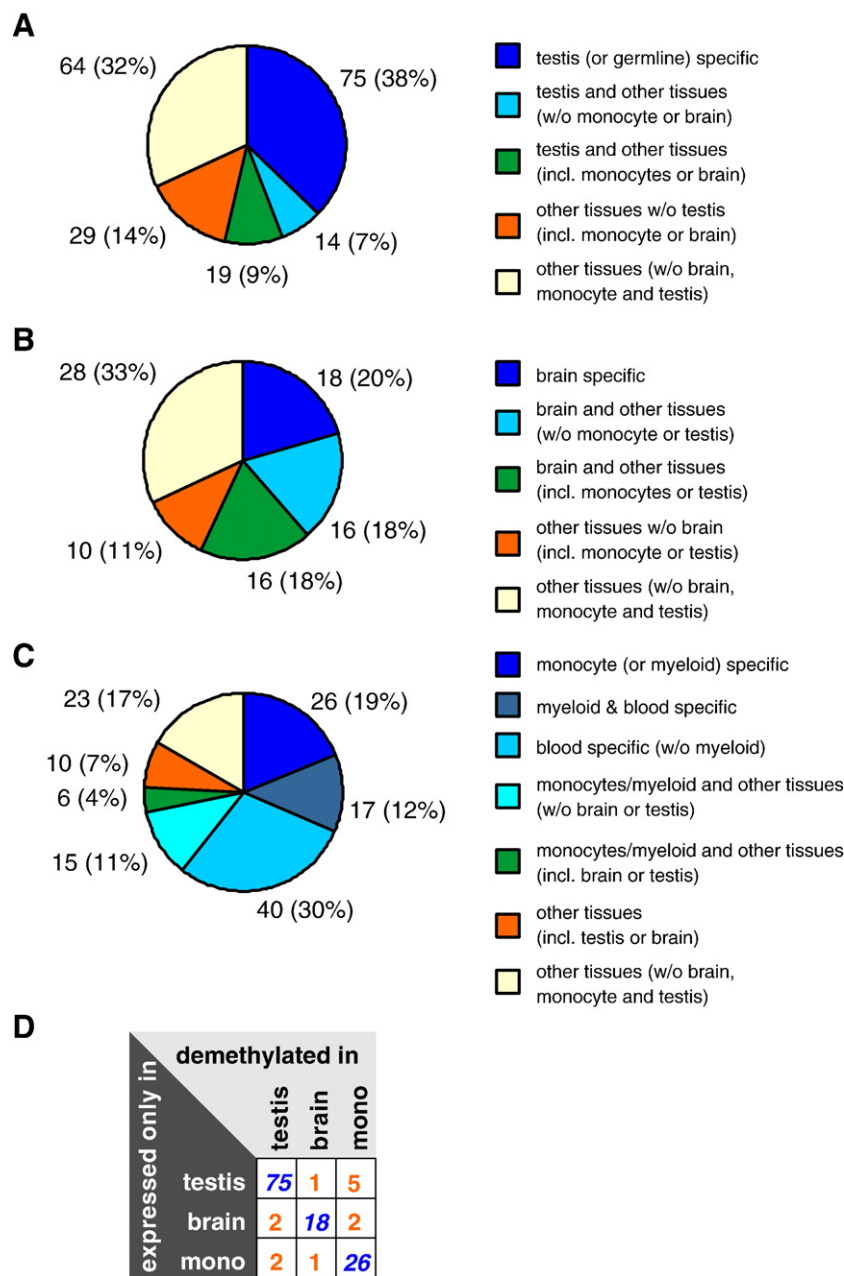 A
64 (32%)
75 (38%)
29 (14%)
19 (9%)
14 (7%)
testis (or germline) specific
testis and other tissues
(w/o monocyte or brain)
testis and other tissues
(incl. monocytes or brain)
other tissues w/o testis
(incl. monocyte or brain)
other tissues (w/o brain,
monocyte and testis)
B
28 (33%)
18 (20%)
10 (11%)
16 (18%)
16 (18%)
brain specific
brain and other tissues
(w/o monocyte or testis)
brain and other tissues
(incl. monocytes or testis)
other tissues w/o brain
(incl. monocyte or testis)
other tissues (w/o brain,
monocyte and testis)
C
23 (17%)
26 (19%)
10 (7%)
6 (4%)
17 (12%)
15 (11%)
40 (30%)
monocyte (or myeloid) specific
myeloid & blood specific
blood specific (w/o myeloid)
monocytes/myeloid and other tissues
(w/o brain or testis)
monocytes/myeloid and other tissues
(incl. brain or testis)
other tissues
(incl. testis or brain)
other tissues (w/o brain,
monocyte and testis)
D
demethylated in
expressed only in
testis
brain
mono
testis 75 1 5
brain 2 18 2
mono 2 1 26